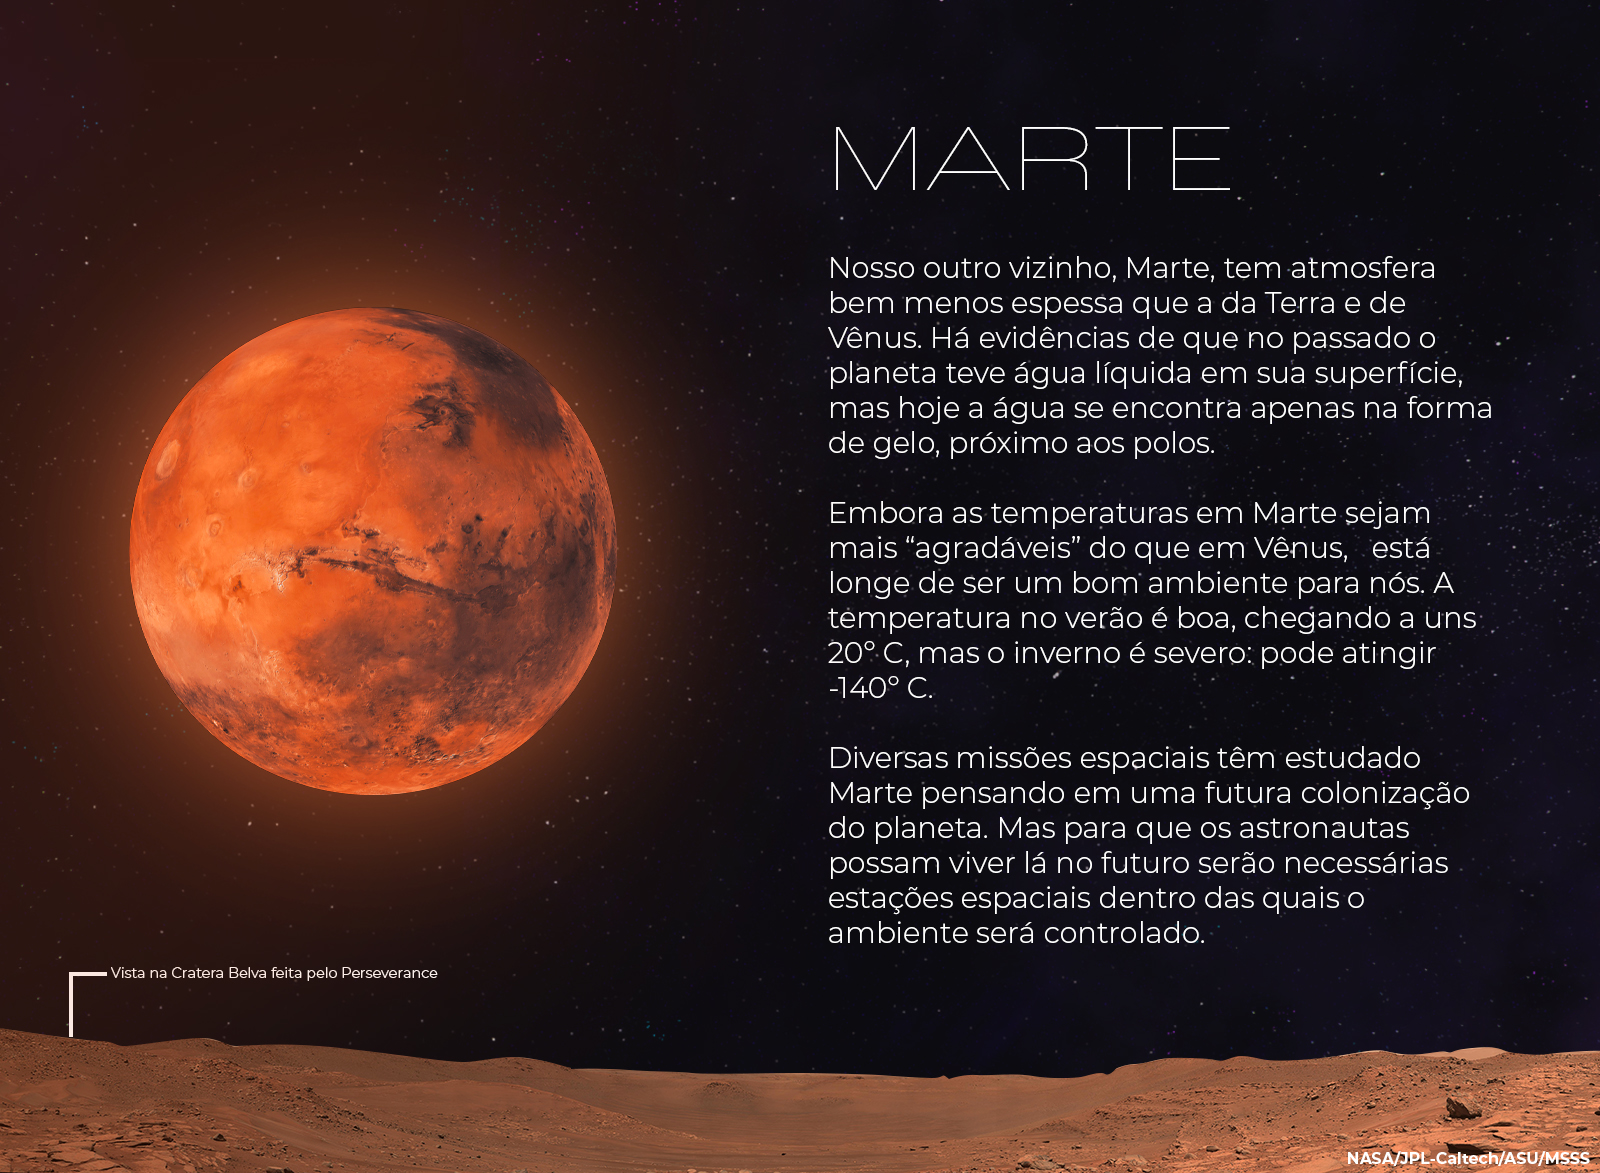 MARTE
Nosso outro vizinho, Marte, tem atmosfera
bem menos espessa que a da Terra e de
Vênus. Há evidências de que no passado o
planeta teve água líquida em sua superfície,
mas hoje a água se encontra apenas na forma
de gelo, próximo aos polos.
Embora as temperaturas em Marte sejam
mais “agradáveis” do que em Vênus, está
longe de ser um bom ambiente para nós. A
temperatura no verão é boa, chegando a uns
20º C, mas o inverno é severo: pode atingir
-140º C.
Diversas missões espaciais têm estudado
Marte pensando em uma futura colonização
do planeta. Mas para que os astronautas
possam viver lá no futuro serão necessárias
estações espaciais dentro das quais o
ambiente será controlado.
Vista na Cratera Belva feita pelo Perseverance
NASA/JPL-Caltech/ASU/MSSS